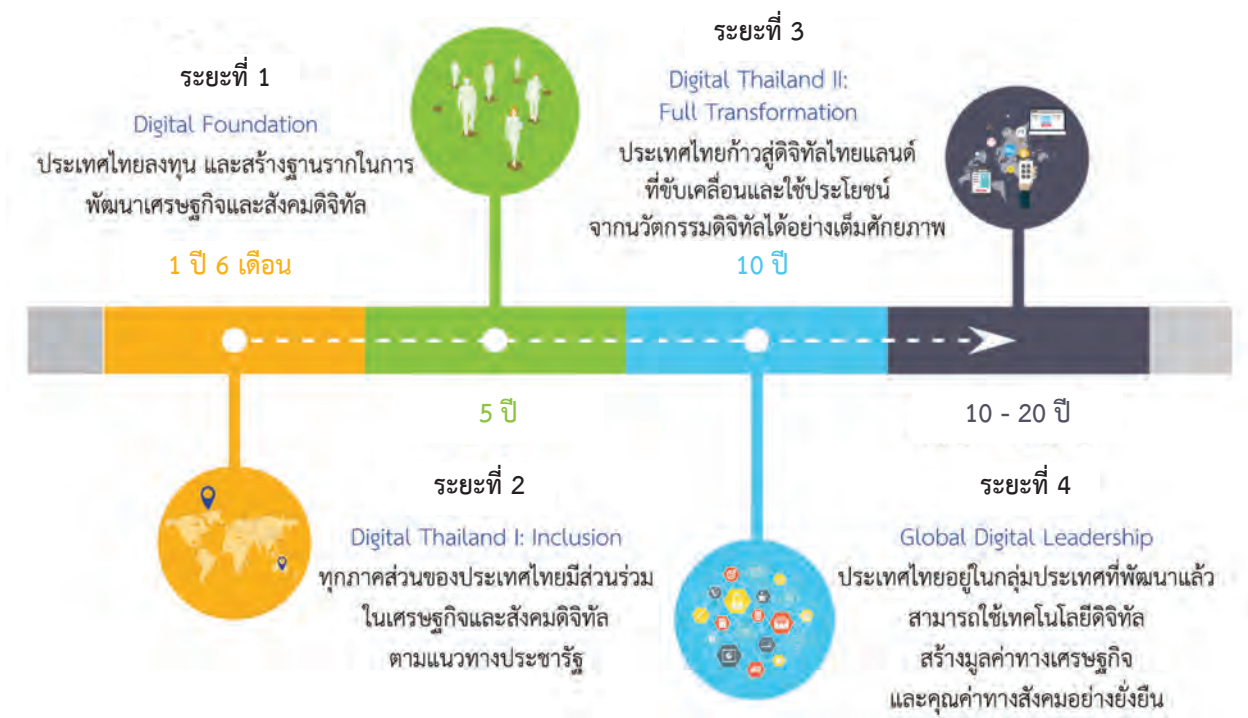 ระยะที่ 1
Digital Foundation
ประเทศไทยลงทุน และสร้างฐานรากในการ
พัฒนาเศรษฐกิจและสังคมดิจิทัล
1 ปี 6 เดือน
5 ปี
ระยะที่ 2
Digital Thailand I: Inclusion
ทุกภาคส่วนของประเทศไทยมีส่วนร่วม
ในเศรษฐกิจและสังคมดิจิทัล
ตามแนวทางประชารัฐ
ระยะที่ 3
Digital Thailand II:
Full Transformation
ประเทศไทยก้าวสู่ดิจิทัลไทยแลนด์
ที่ขับเคลื่อนและใช้ประโยชน์
จากนวัตกรรมดิจิทัลได้อย่างเต็มศักยภาพ
10 ปี
10 - 20 ปี
ระยะที่ 4
Global Digital Leadership
ประเทศไทยอยู่ในกลุ่มประเทศที่พัฒนาแล้ว
สามารถใช้เทคโนโลยีดิจิทัล
สร้างมูลค่าทางเศรษฐกิจ
และคุณค่าทางสังคมอย่างยั่งยืน